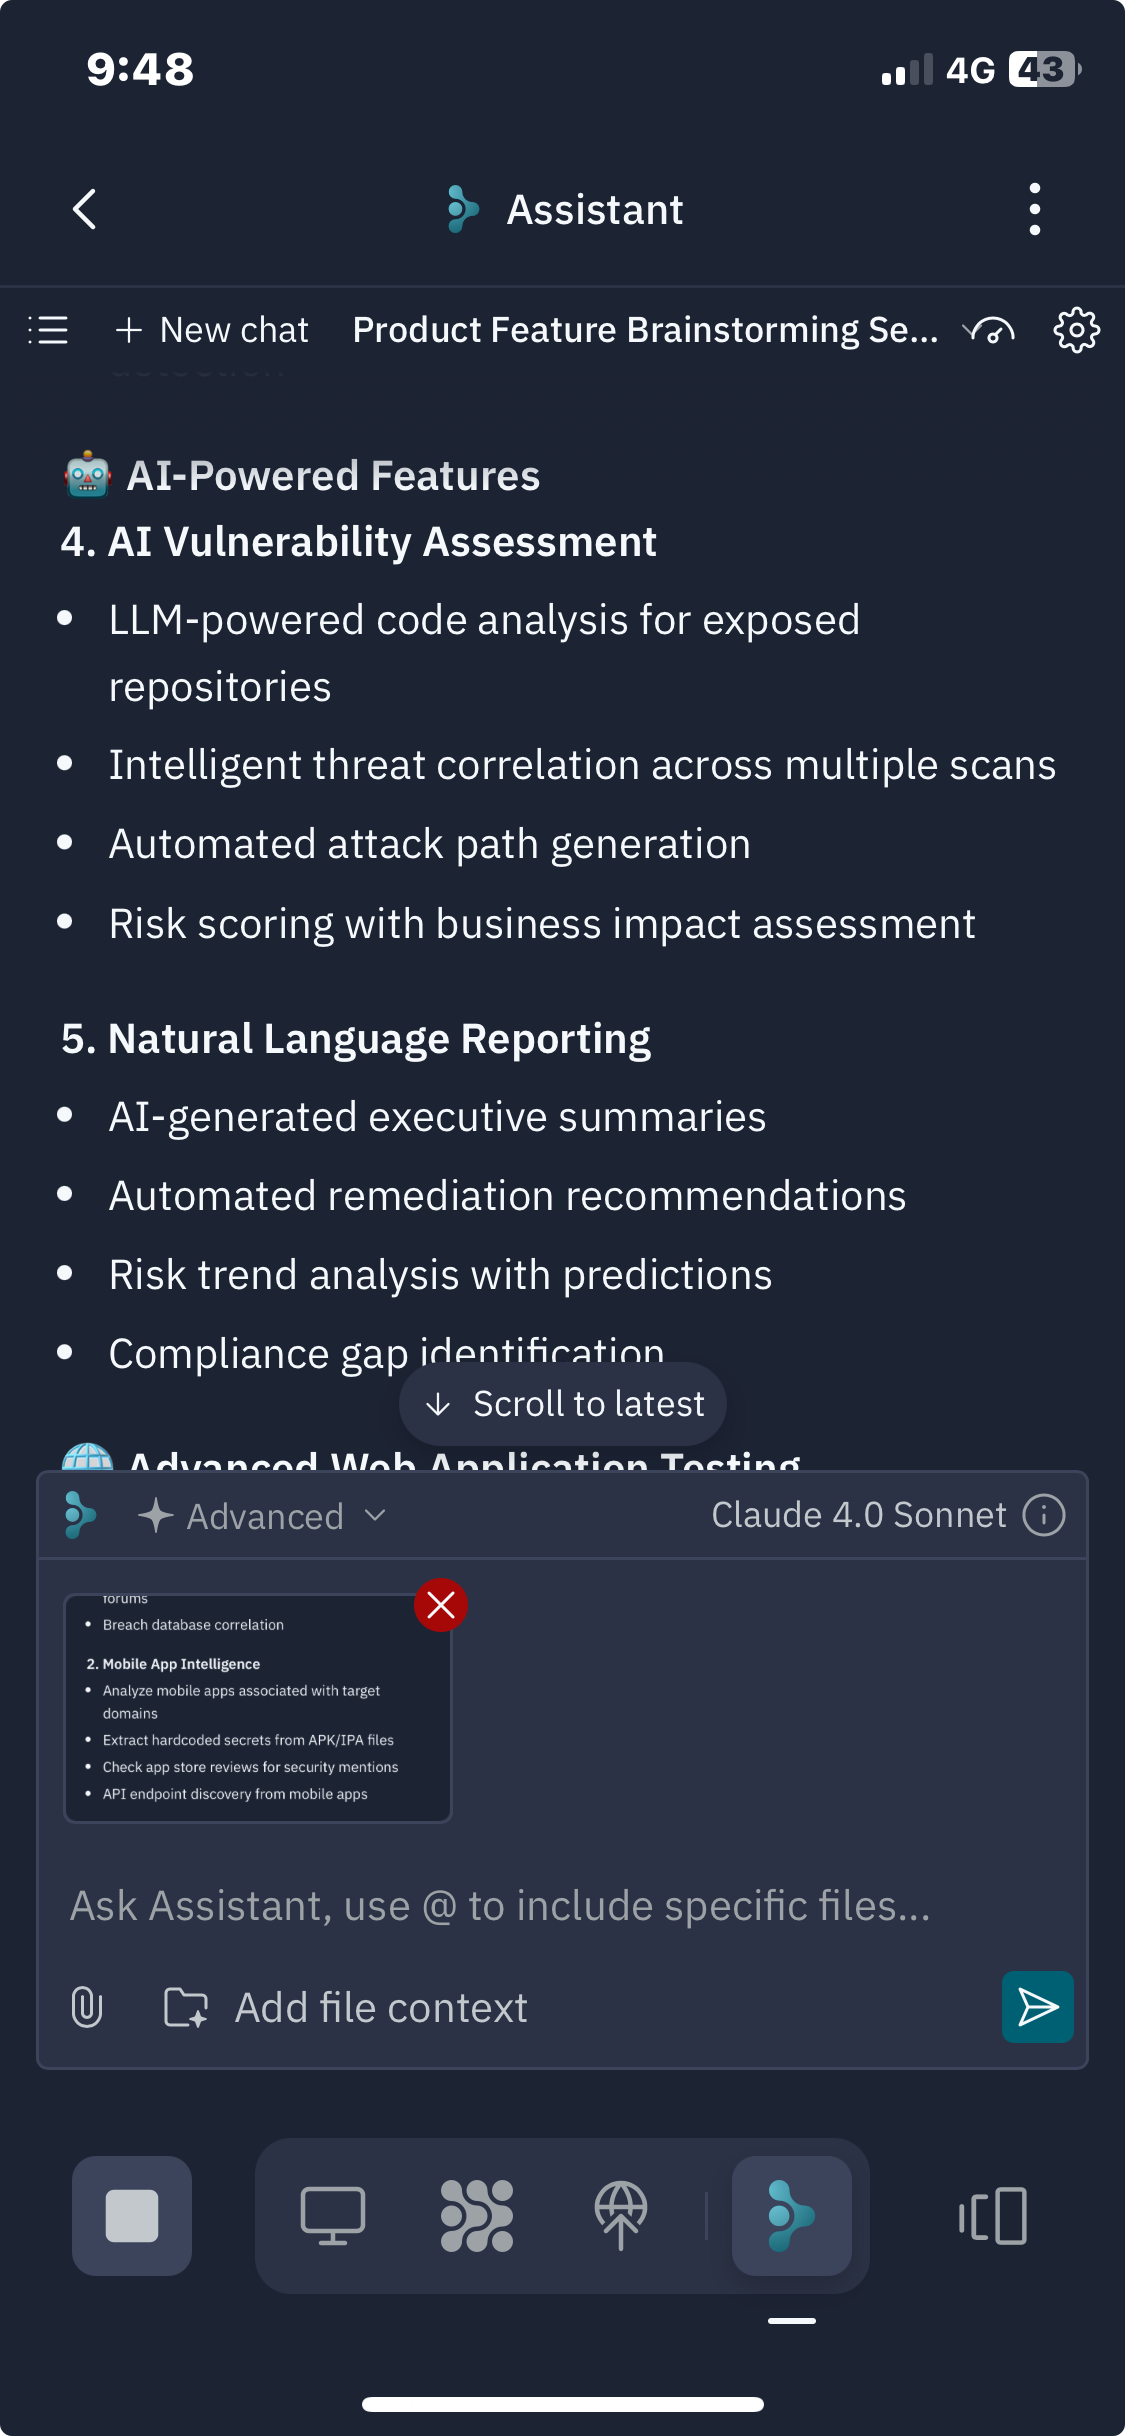 9:48
4G 43
Assistant
+ New chat Product Feature Brainstorming Se...
detection
🤖 AI-Powered Features
4. AI Vulnerability Assessment
• LLM-powered code analysis for exposed
repositories
• Intelligent threat correlation across multiple scans
• Automated attack path generation
• Risk scoring with business impact assessment
5. Natural Language Reporting
• AI-generated executive summaries
• Automated remediation recommendations
• Risk trend analysis with predictions
• Compliance gap identification
Scroll to latest
🌐 Advanced Web Application Testing
Advanced
Claude 4.0 Sonnet
forums
• Breach database correlation
2. Mobile App Intelligence
• Analyze mobile apps associated with target
domains
• Extract hardcoded secrets from APK/IPA files
• Check app store reviews for security mentions
• API endpoint discovery from mobile apps
Ask Assistant, use @ to include specific files...
Add file context